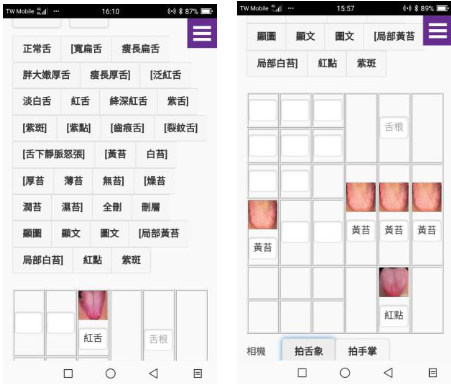 TW Mobile 16:10 87%
正常舌 [寬扁舌 瘦長扁舌
胖大嫩厚舌 瘦長厚舌] [泛紅舌
淡白舌 紅舌 絳深紅舌 紫舌]
[紫斑] [紫點] [齒痕舌] [裂紋舌]
[舌下靜脈怒張] [黃苔 白苔]
[厚苔 薄苔 無苔] [燥苔
潤苔 濕苔] 全剝 剝層
顯圖 顯文 圖文 [局部黃苔
局部白苔] 紅點 紫斑
紅舌 舌根
TW Mobile 15:57 89%
顯圖 顯文 圖文 [局部黃苔
局部白苔] 紅點 紫斑
舌根
黃苔 黃苔 黃苔
黃苔
紅點
相機 拍舌象 拍手掌